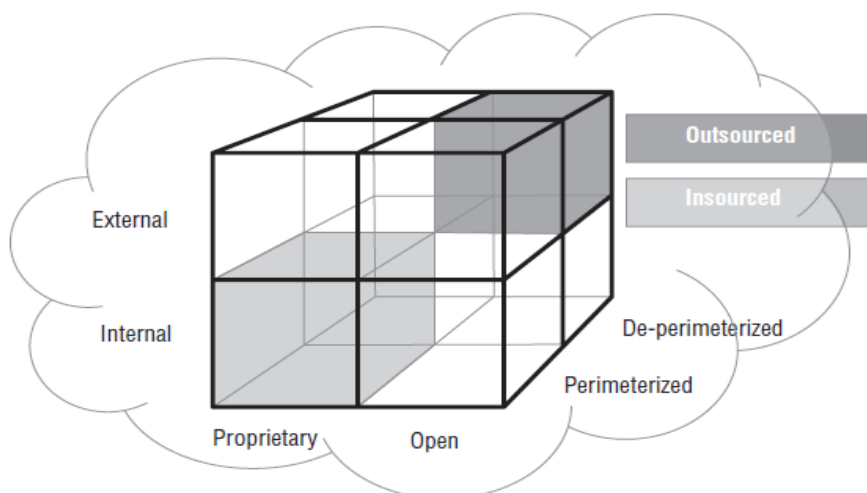 Outsourced
Insourced
External
Internal
De-perimeterized
Perimeterized
Proprietary
Open